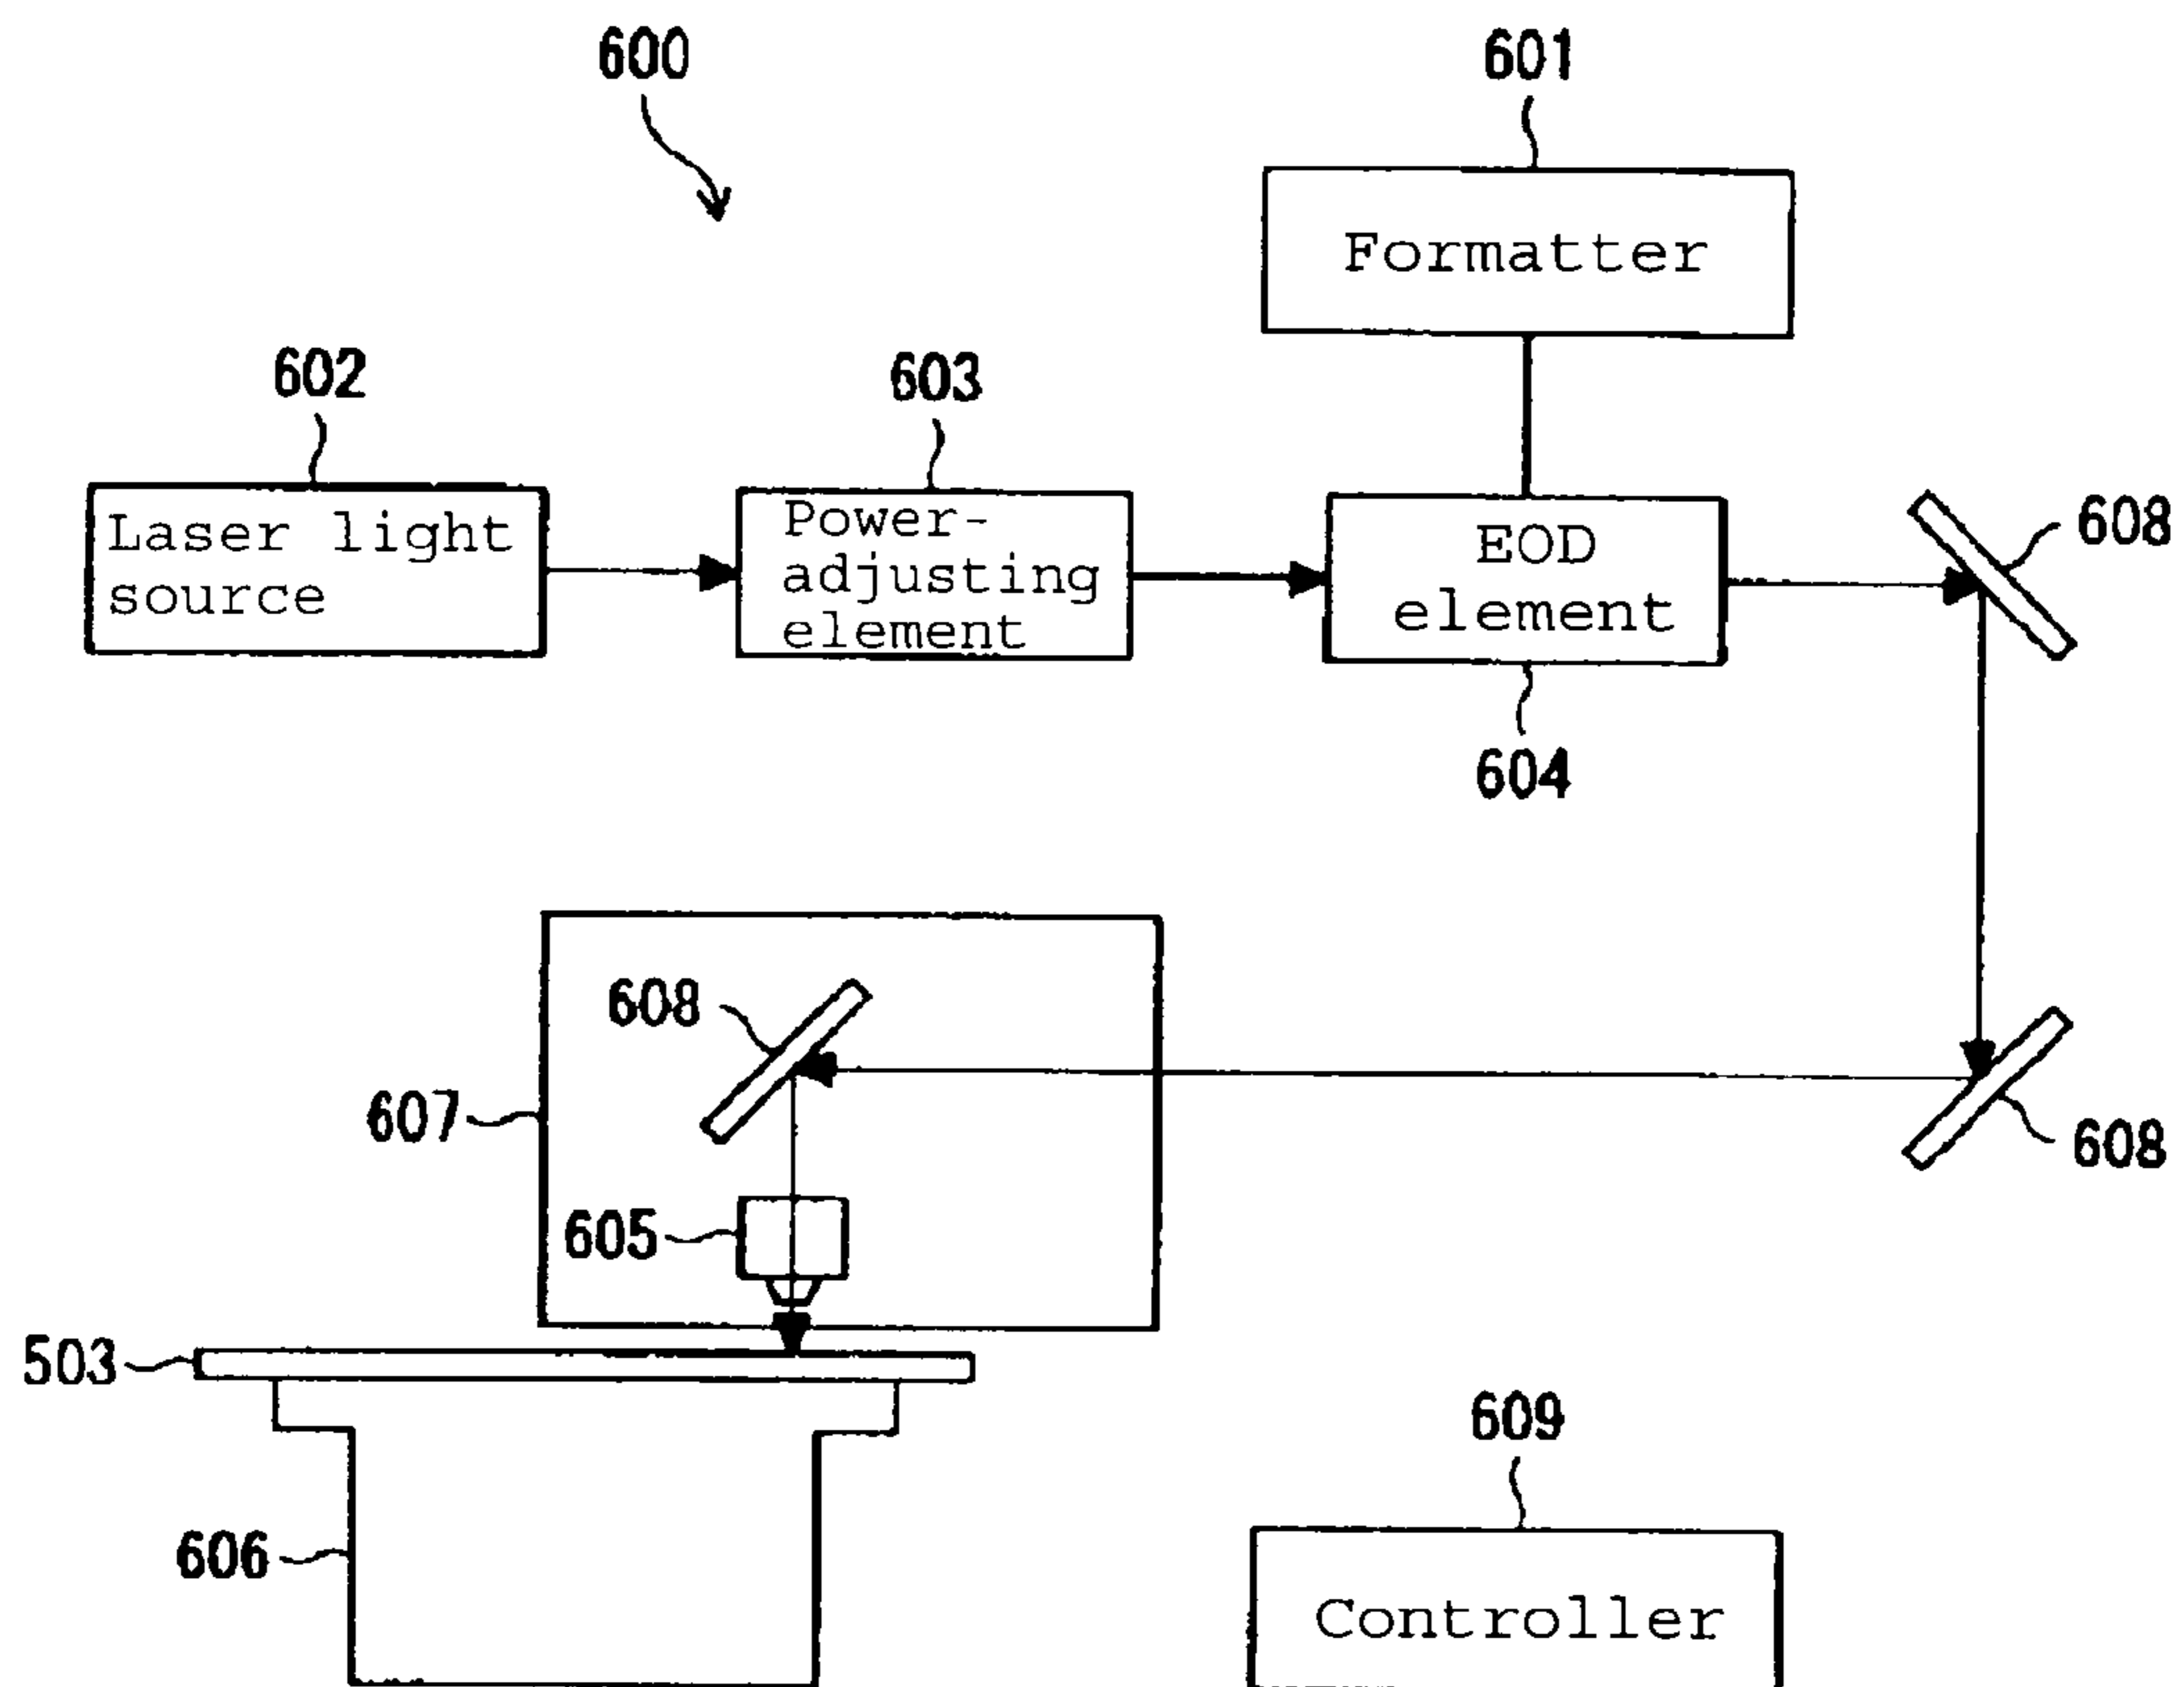 600
601
Formatter
602
603
Laser light
source
Power-
adjusting
element
EOD
element
608
604
608
607
605
608
503
609
606
Controller